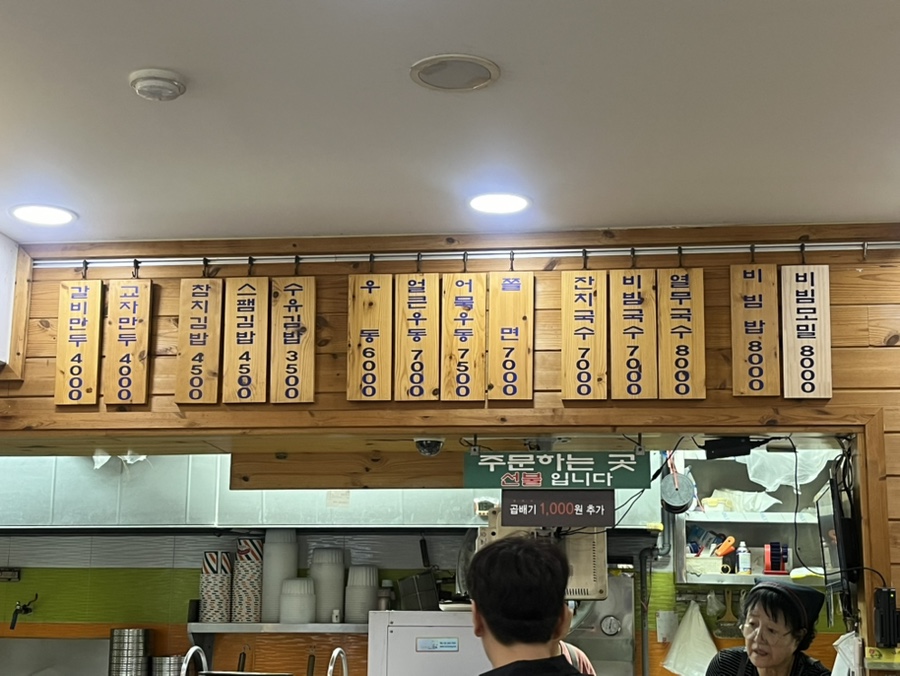 갈비만두 4000
교자만두 4000
참치김밥 4500
스팸김밥 4500
수유김밥 3500
우동 6000
얼큰우동 7000
어묵우동 7500
쫄면 7000
잔치국수 7000
비빔국수 7000
열무국수 8000
비빔밥 8000
비빔모밀 8000
주문하는 곳
선불 입니다
곱배기 1,000원 추가